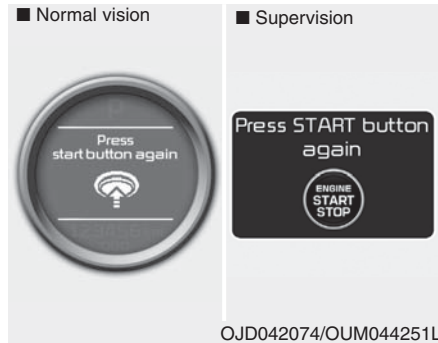 ■ Normal vision
Press
start button again
■ Supervision
Press START button
again
ENGINE
START
STOP
OJD042074/OUM044251L